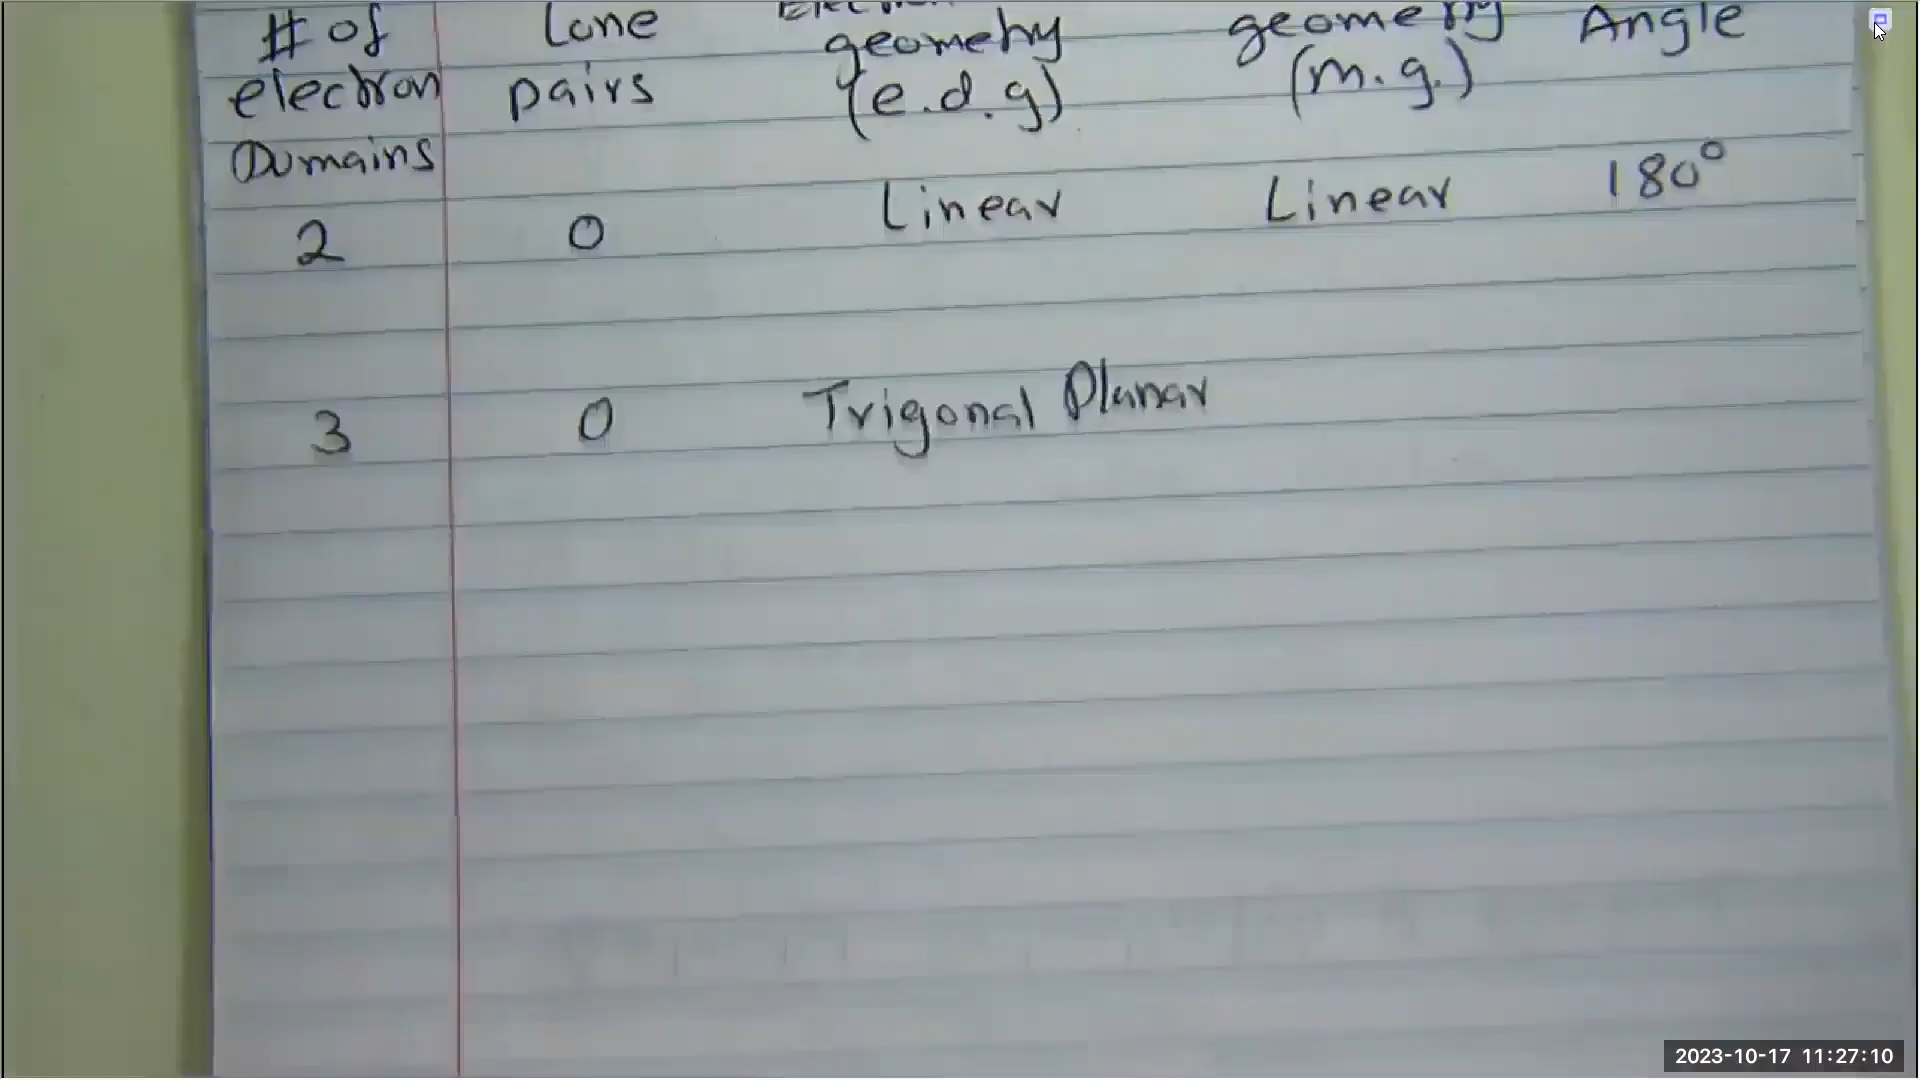 # of Lone geometry geometry Angle
electron pairs (e.d.g) (m.g.)
Domains
2 0 Linear Linear 180°
3 0 Trigonal Planar
2023-10-17 11:27:10